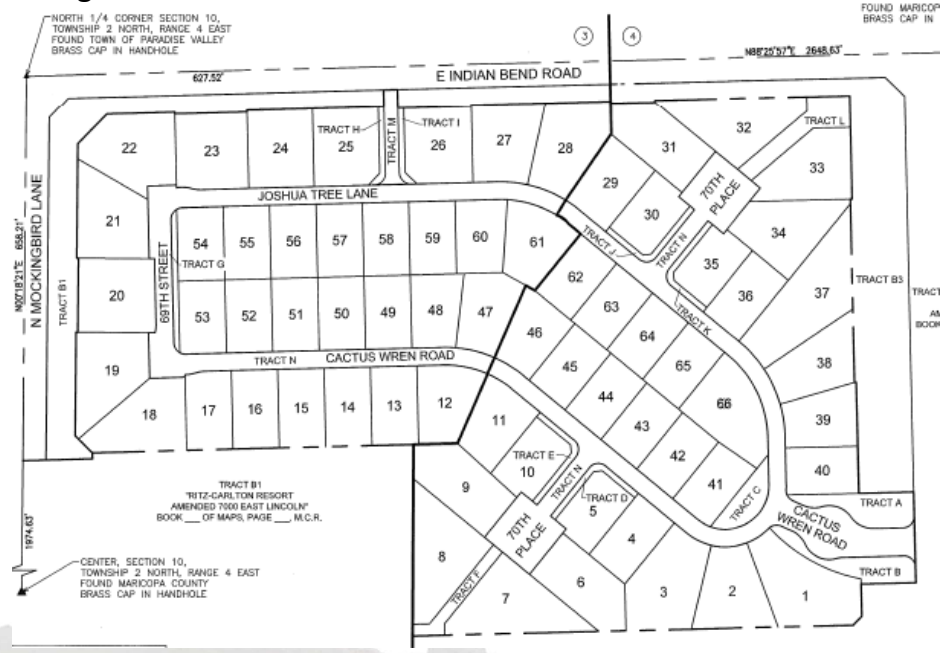 NORTH 1/4 CORNER SECTION 10,
TOWNSHIP 2 NORTH, RANGE 4 EAST
FOUND TOWN OF PARADISE VALLEY
BRASS CAP IN HANDHOLE
FOUND MARICOP
BRASS CAP IN
3
4
N88°25'57"E 2648.63'
627.52'
E INDIAN BEND ROAD
22
23
24
TRACT H
25
TRACT M
TRACT I
26
27
28
31
32
TRACT L
33
29
30
70TH
PLACE
JOSHUA TREE LANE
N MOCKINGBIRD LANE
N00°18'21"E 658.21'
TRACT B1
21
20
19
18
69TH STREET
TRACT G
54
55
56
57
58
59
60
61
53
52
51
50
49
48
47
TRACT J
TRACT N
34
35
36
37
TRACT K
TRACT B3
TRACT
AM
BOOK
62
63
64
65
66
46
45
44
43
42
41
38
39
40
TRACT N
CACTUS WREN ROAD
17
16
15
14
13
12
11
10
TRACT E
TRACT N
TRACT D
5
4
9
8
70TH
PLACE
TRACT F
7
6
3
2
1
TRACT C
CACTUS
WREN ROAD
TRACT A
TRACT B
TRACT B1
"RITZ-CARLTON RESORT
AMENDED 7000 EAST LINCOLN"
BOOK ___ OF MAPS, PAGE ___, M.C.R.
1974.63'
CENTER, SECTION 10,
TOWNSHIP 2 NORTH, RANGE 4 EAST
FOUND MARICOPA COUNTY
BRASS CAP IN HANDHOLE